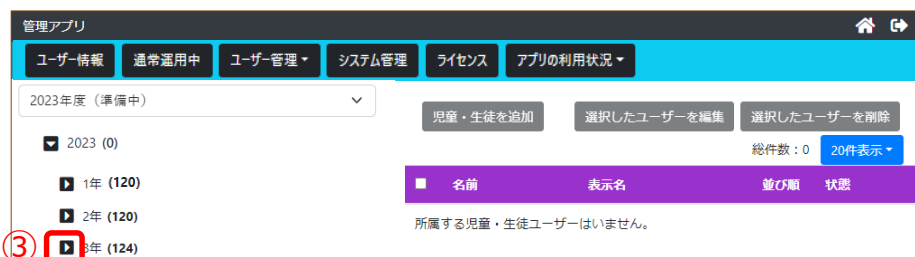 管理アプリ
ユーザー情報 通常運用中 ユーザー管理 システム管理 ライセンス アプリの利用状況
2023年度（準備中）
児童・生徒を追加 選択したユーザーを編集 選択したユーザーを削除
2023 (0)
総件数：0 20件表示
1年 (120)
名前 表示名 並び順 状態
2年 (120)
所属する児童・生徒ユーザーはいません。
③ 3年 (124)